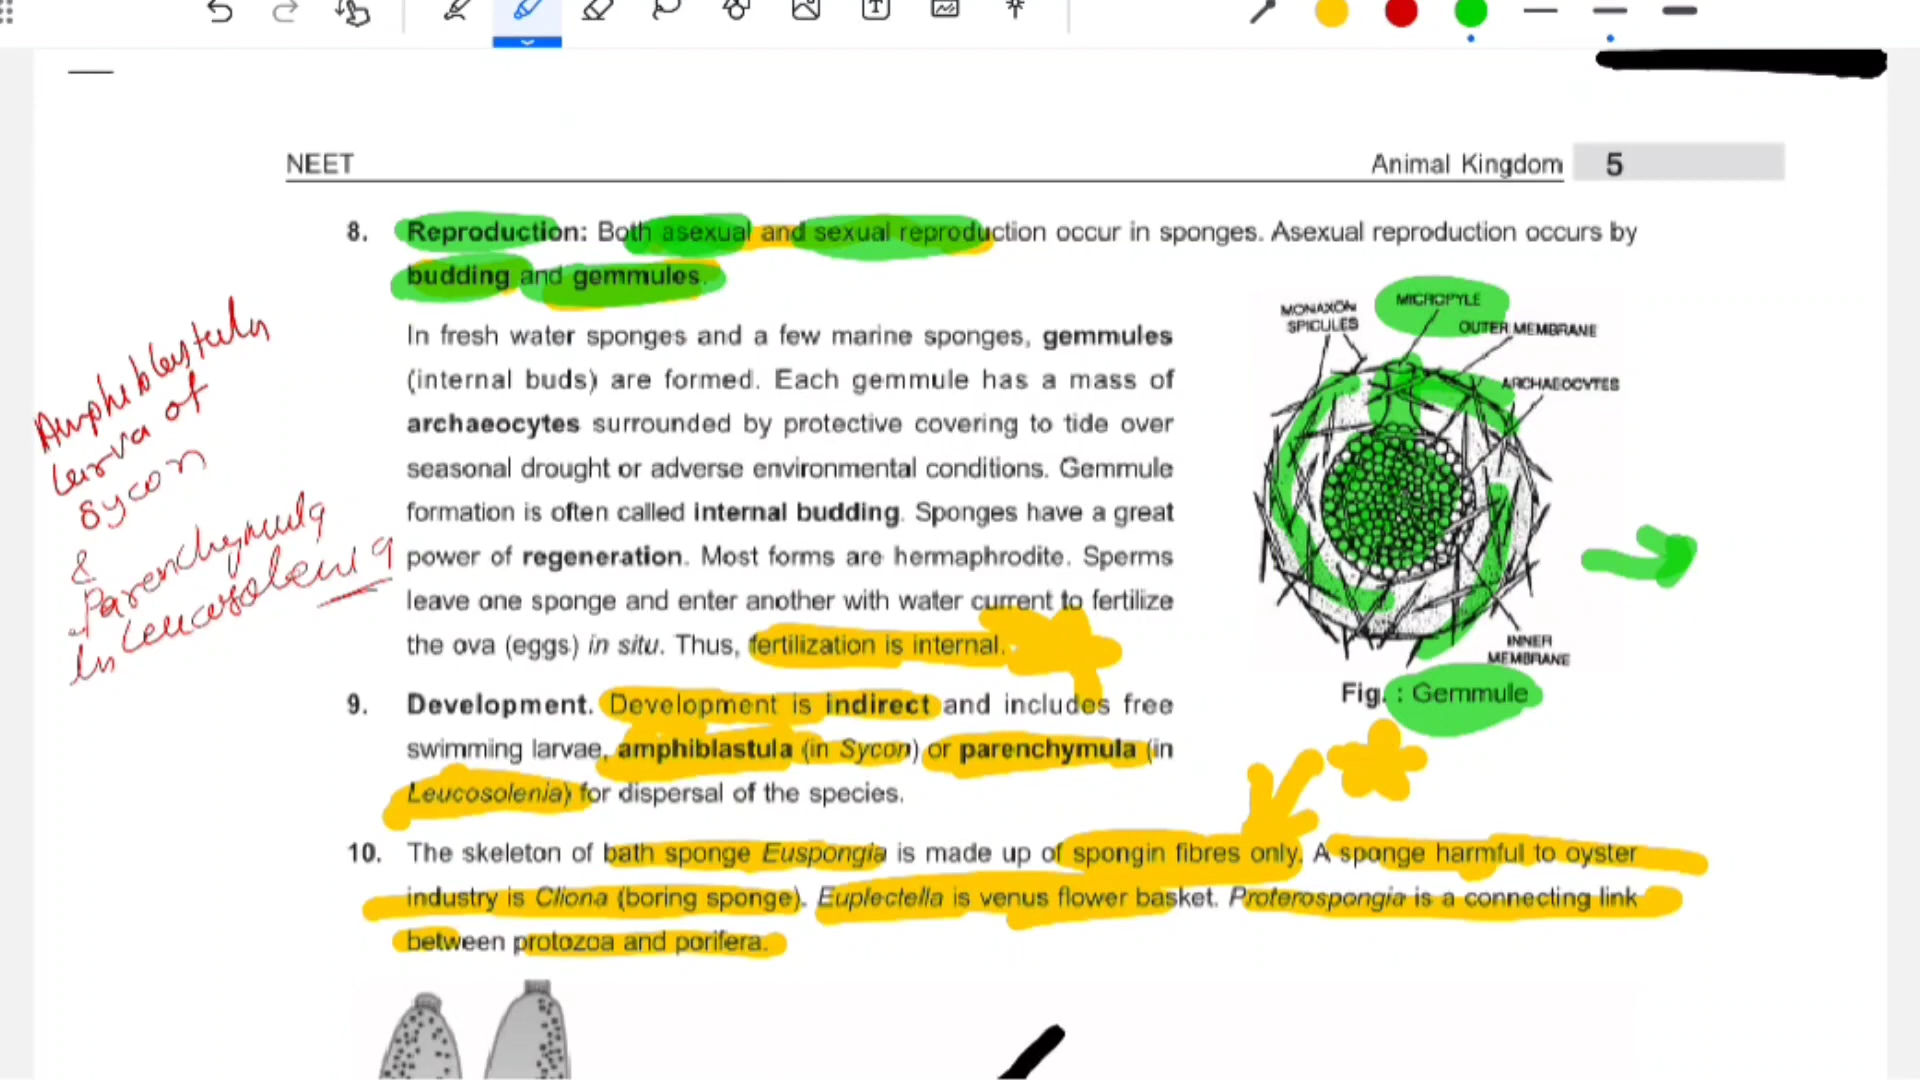 NEET
Animal Kingdom 5
8. Reproduction: Both asexual and sexual reproduction occur in sponges. Asexual reproduction occurs by
budding and gemmules.
In fresh water sponges and a few marine sponges, gemmules
(internal buds) are formed. Each gemmule has a mass of
archaeocytes surrounded by protective covering to tide over
seasonal drought or adverse environmental conditions. Gemmule
formation is often called internal budding. Sponges have a great
power of regeneration. Most forms are hermaphrodite. Sperms
leave one sponge and enter another with water current to fertilize
the ova (eggs) in situ. Thus, fertilization is internal.
MONAXON
SPICULES
MICROPYLE
OUTER MEMBRANE
ARCHAEOCYTES
INNER
MEMBRANE
Fig. : Gemmule
Amphiblastula
larva of
Sycon
&
Parenchymula
in Leucosolenia
9. Development. Development is indirect and includes free
swimming larvae, amphiblastula (in Sycon) or parenchymula (in
Leucosolenia) for dispersal of the species.
10. The skeleton of bath sponge Euspongia is made up of spongin fibres only. A sponge harmful to oyster
industry is Cliona (boring sponge). Euplectella is venus flower basket. Proterospongia is a connecting link
between protozoa and porifera.